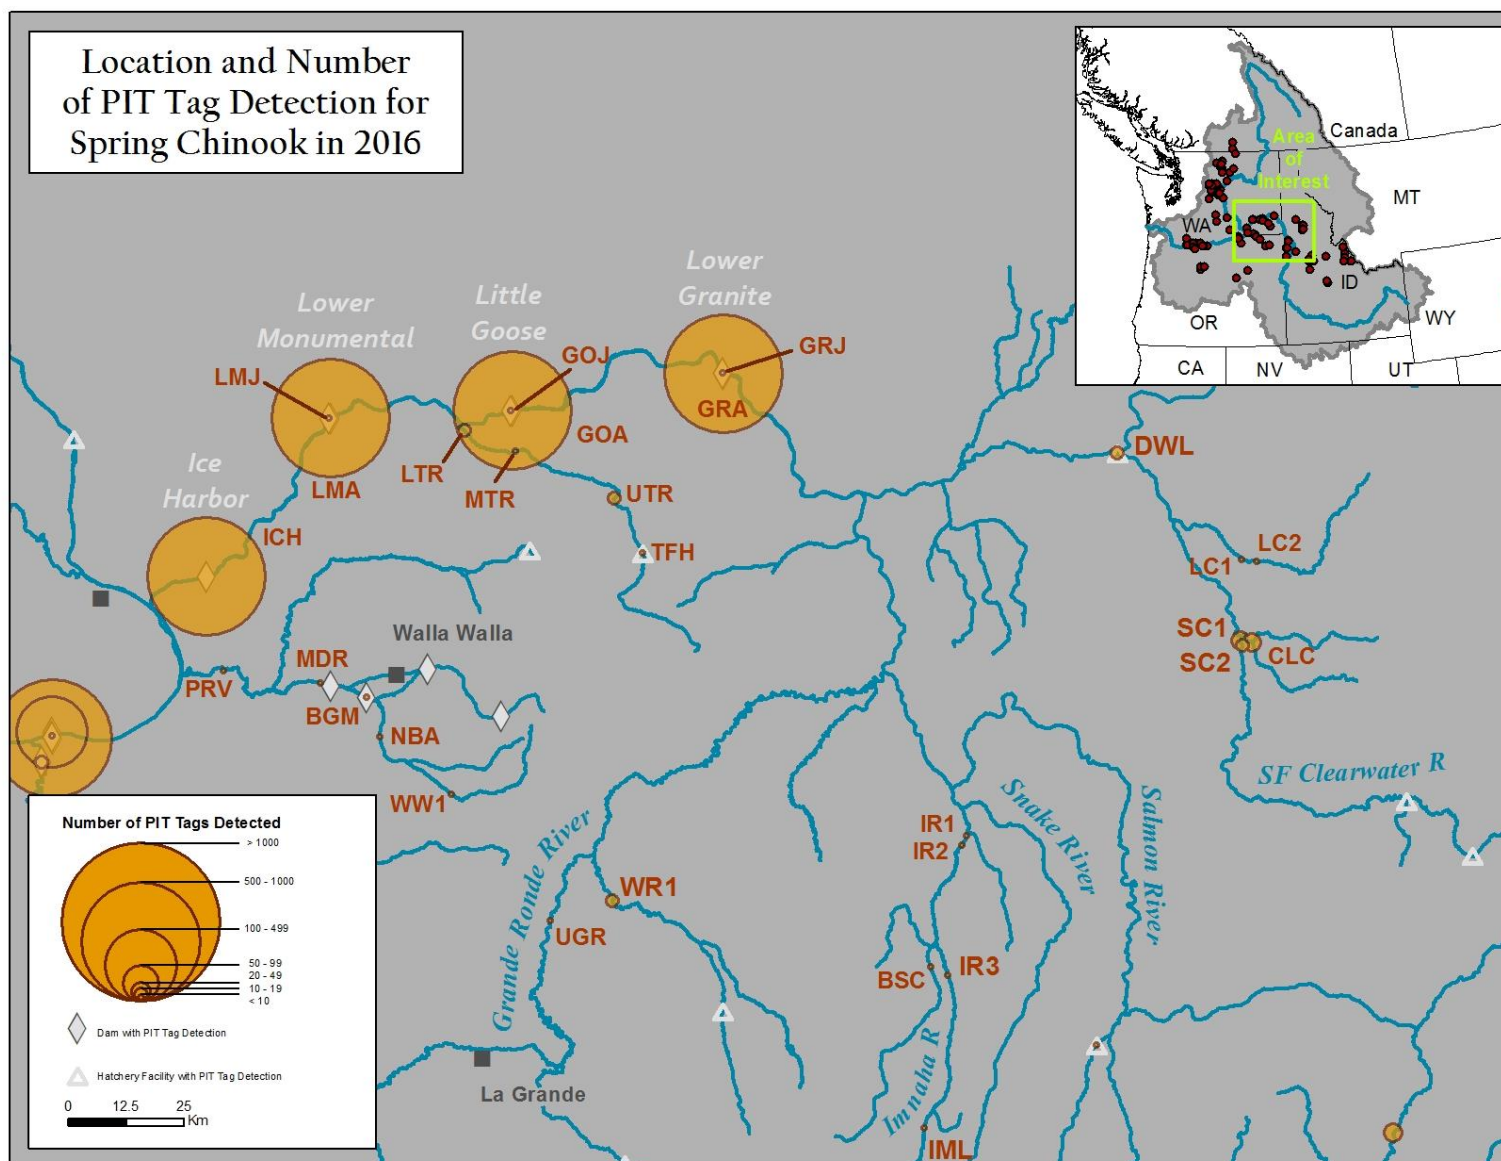 Location and Number
of PIT Tag Detection for
Spring Chinook in 2016
Canada
Area
of
Interest
MT
WA
ID
OR
WY
CA
NV
UT
Lower
Granite
Little
Goose
Lower
Monumental
GOJ
GRJ
LMJ
GRA
GOA
LTR
MTR
LMA
UTR
Ice
Harbor
ICH
TFH
DWL
LC2
LC1
SC1
SC2
CLC
Walla Walla
MDR
PRV
BGM
NBA
WW1
SF Clearwater R
Snake River
Salmon River
IR1
IR2
Grande Ronde River
WR1
UGR
BSC
IR3
Imnaha R
IML
La Grande
Number of PIT Tags Detected
> 1000
500 - 1000
100 - 499
50 - 99
20 - 49
10 - 19
< 10
Dam with PIT Tag Detection
Hatchery Facility with PIT Tag Detection
0 12.5 25
Km